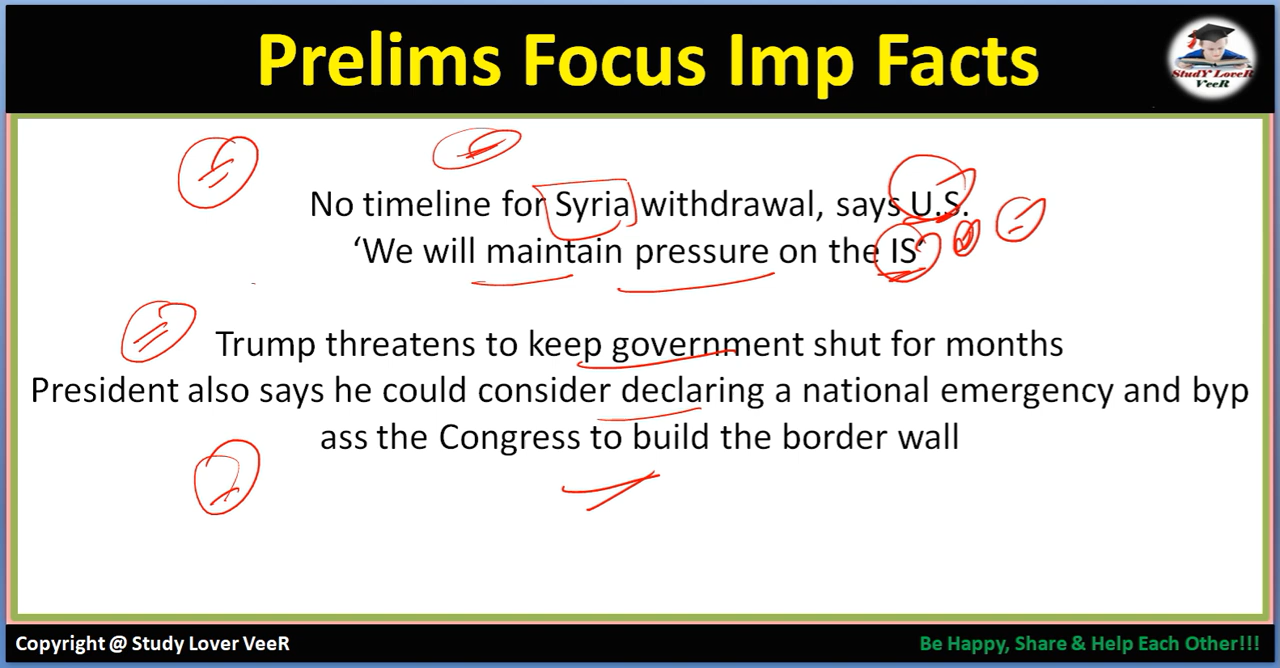 Prelims Focus Imp Facts
StudY LoveR
VeeR
No timeline for Syria withdrawal, says U.S.
‘We will maintain pressure on the IS’
Trump threatens to keep government shut for months
President also says he could consider declaring a national emergency and byp
ass the Congress to build the border wall
Copyright @ Study Lover VeeR
Be Happy, Share & Help Each Other!!!